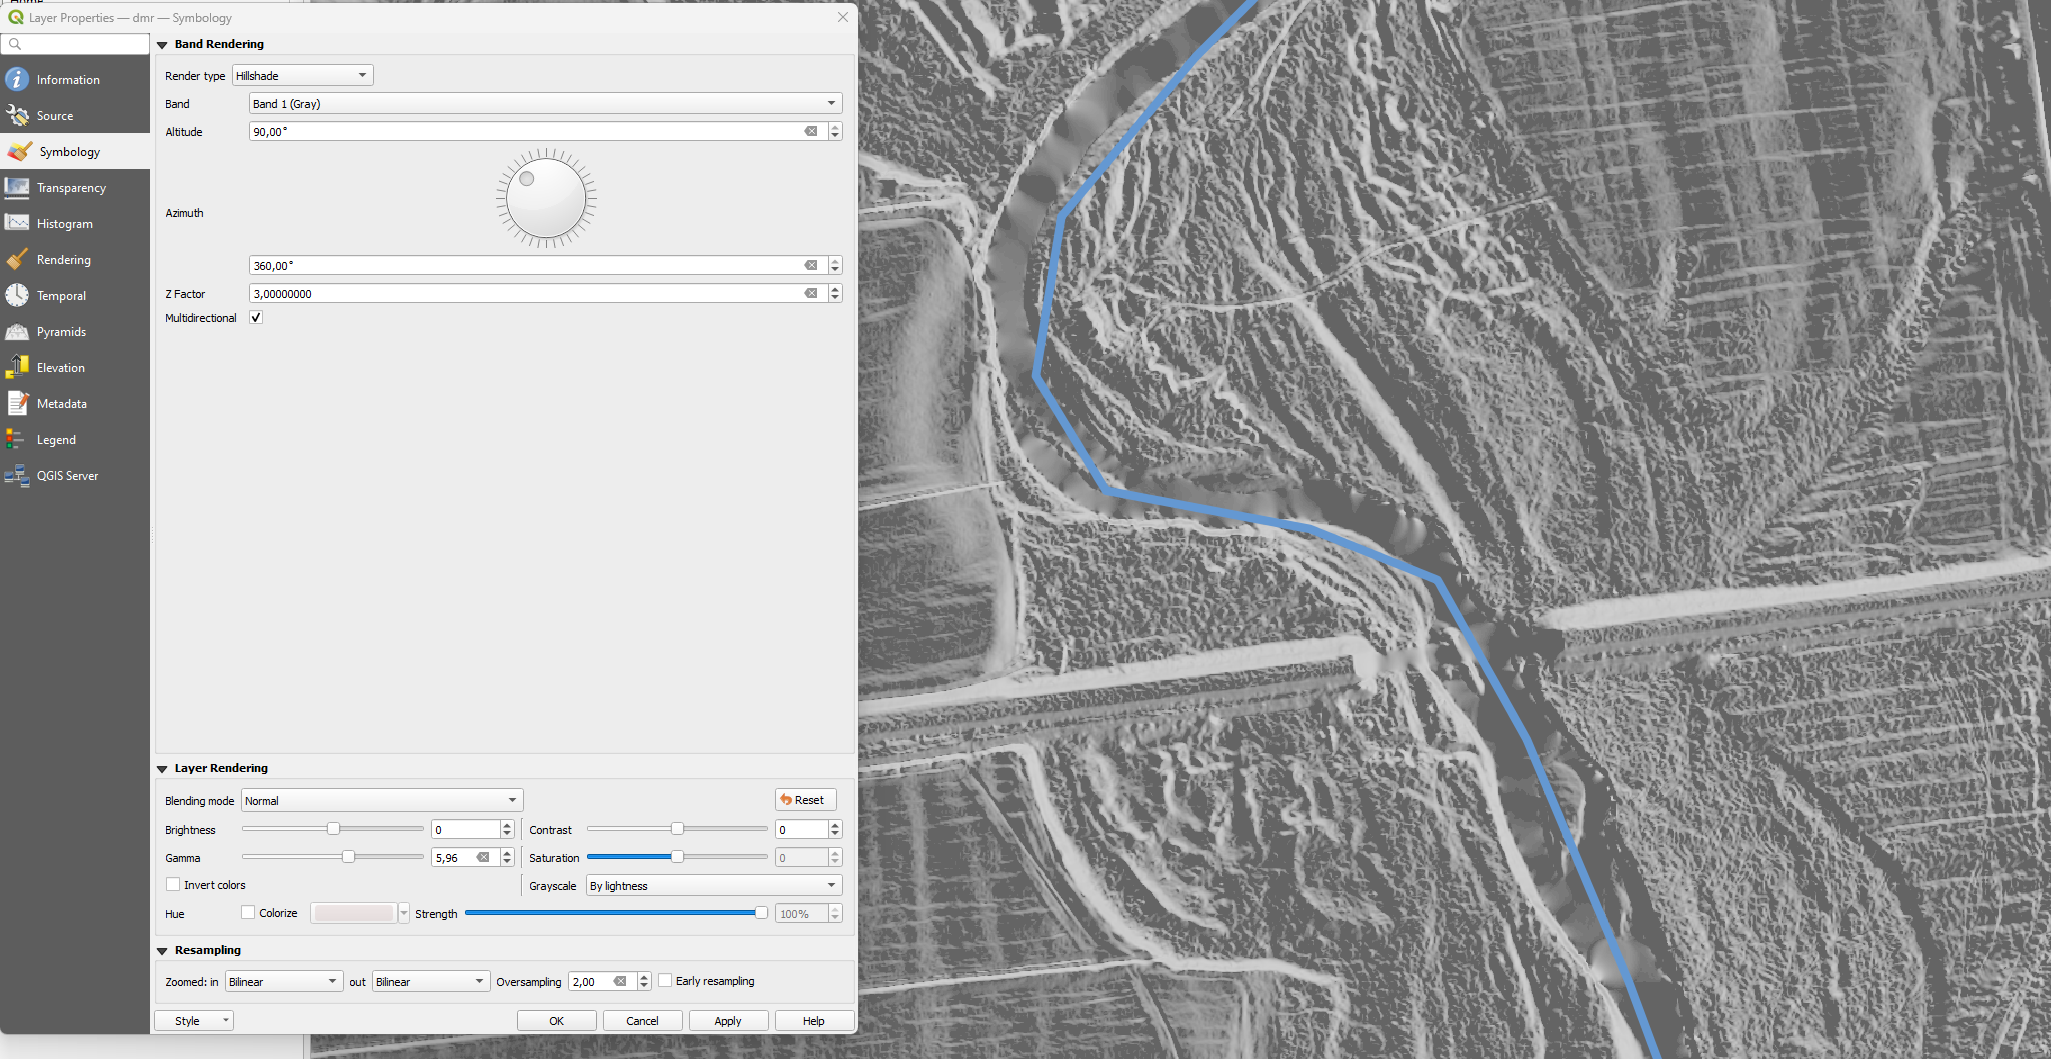 Layer Properties — dmr — Symbology
Information
Source
Symbology
Transparency
Histogram
Rendering
Temporal
Pyramids
Elevation
Metadata
Legend
QGIS Server
Band Rendering
Render type Hillshade
Band Band 1 (Gray)
Altitude 90,00°
Azimuth
360,00°
Z Factor 3,00000000
Multidirectional
Layer Rendering
Blending mode Normal Reset
Brightness 0 Contrast 0
Gamma 5,96 Saturation 0
Invert colors Grayscale By lightness
Hue Colorize Strength 100%
Resampling
Zoomed: in Bilinear out Bilinear Oversampling 2,00 Early resampling
Style OK Cancel Apply Help